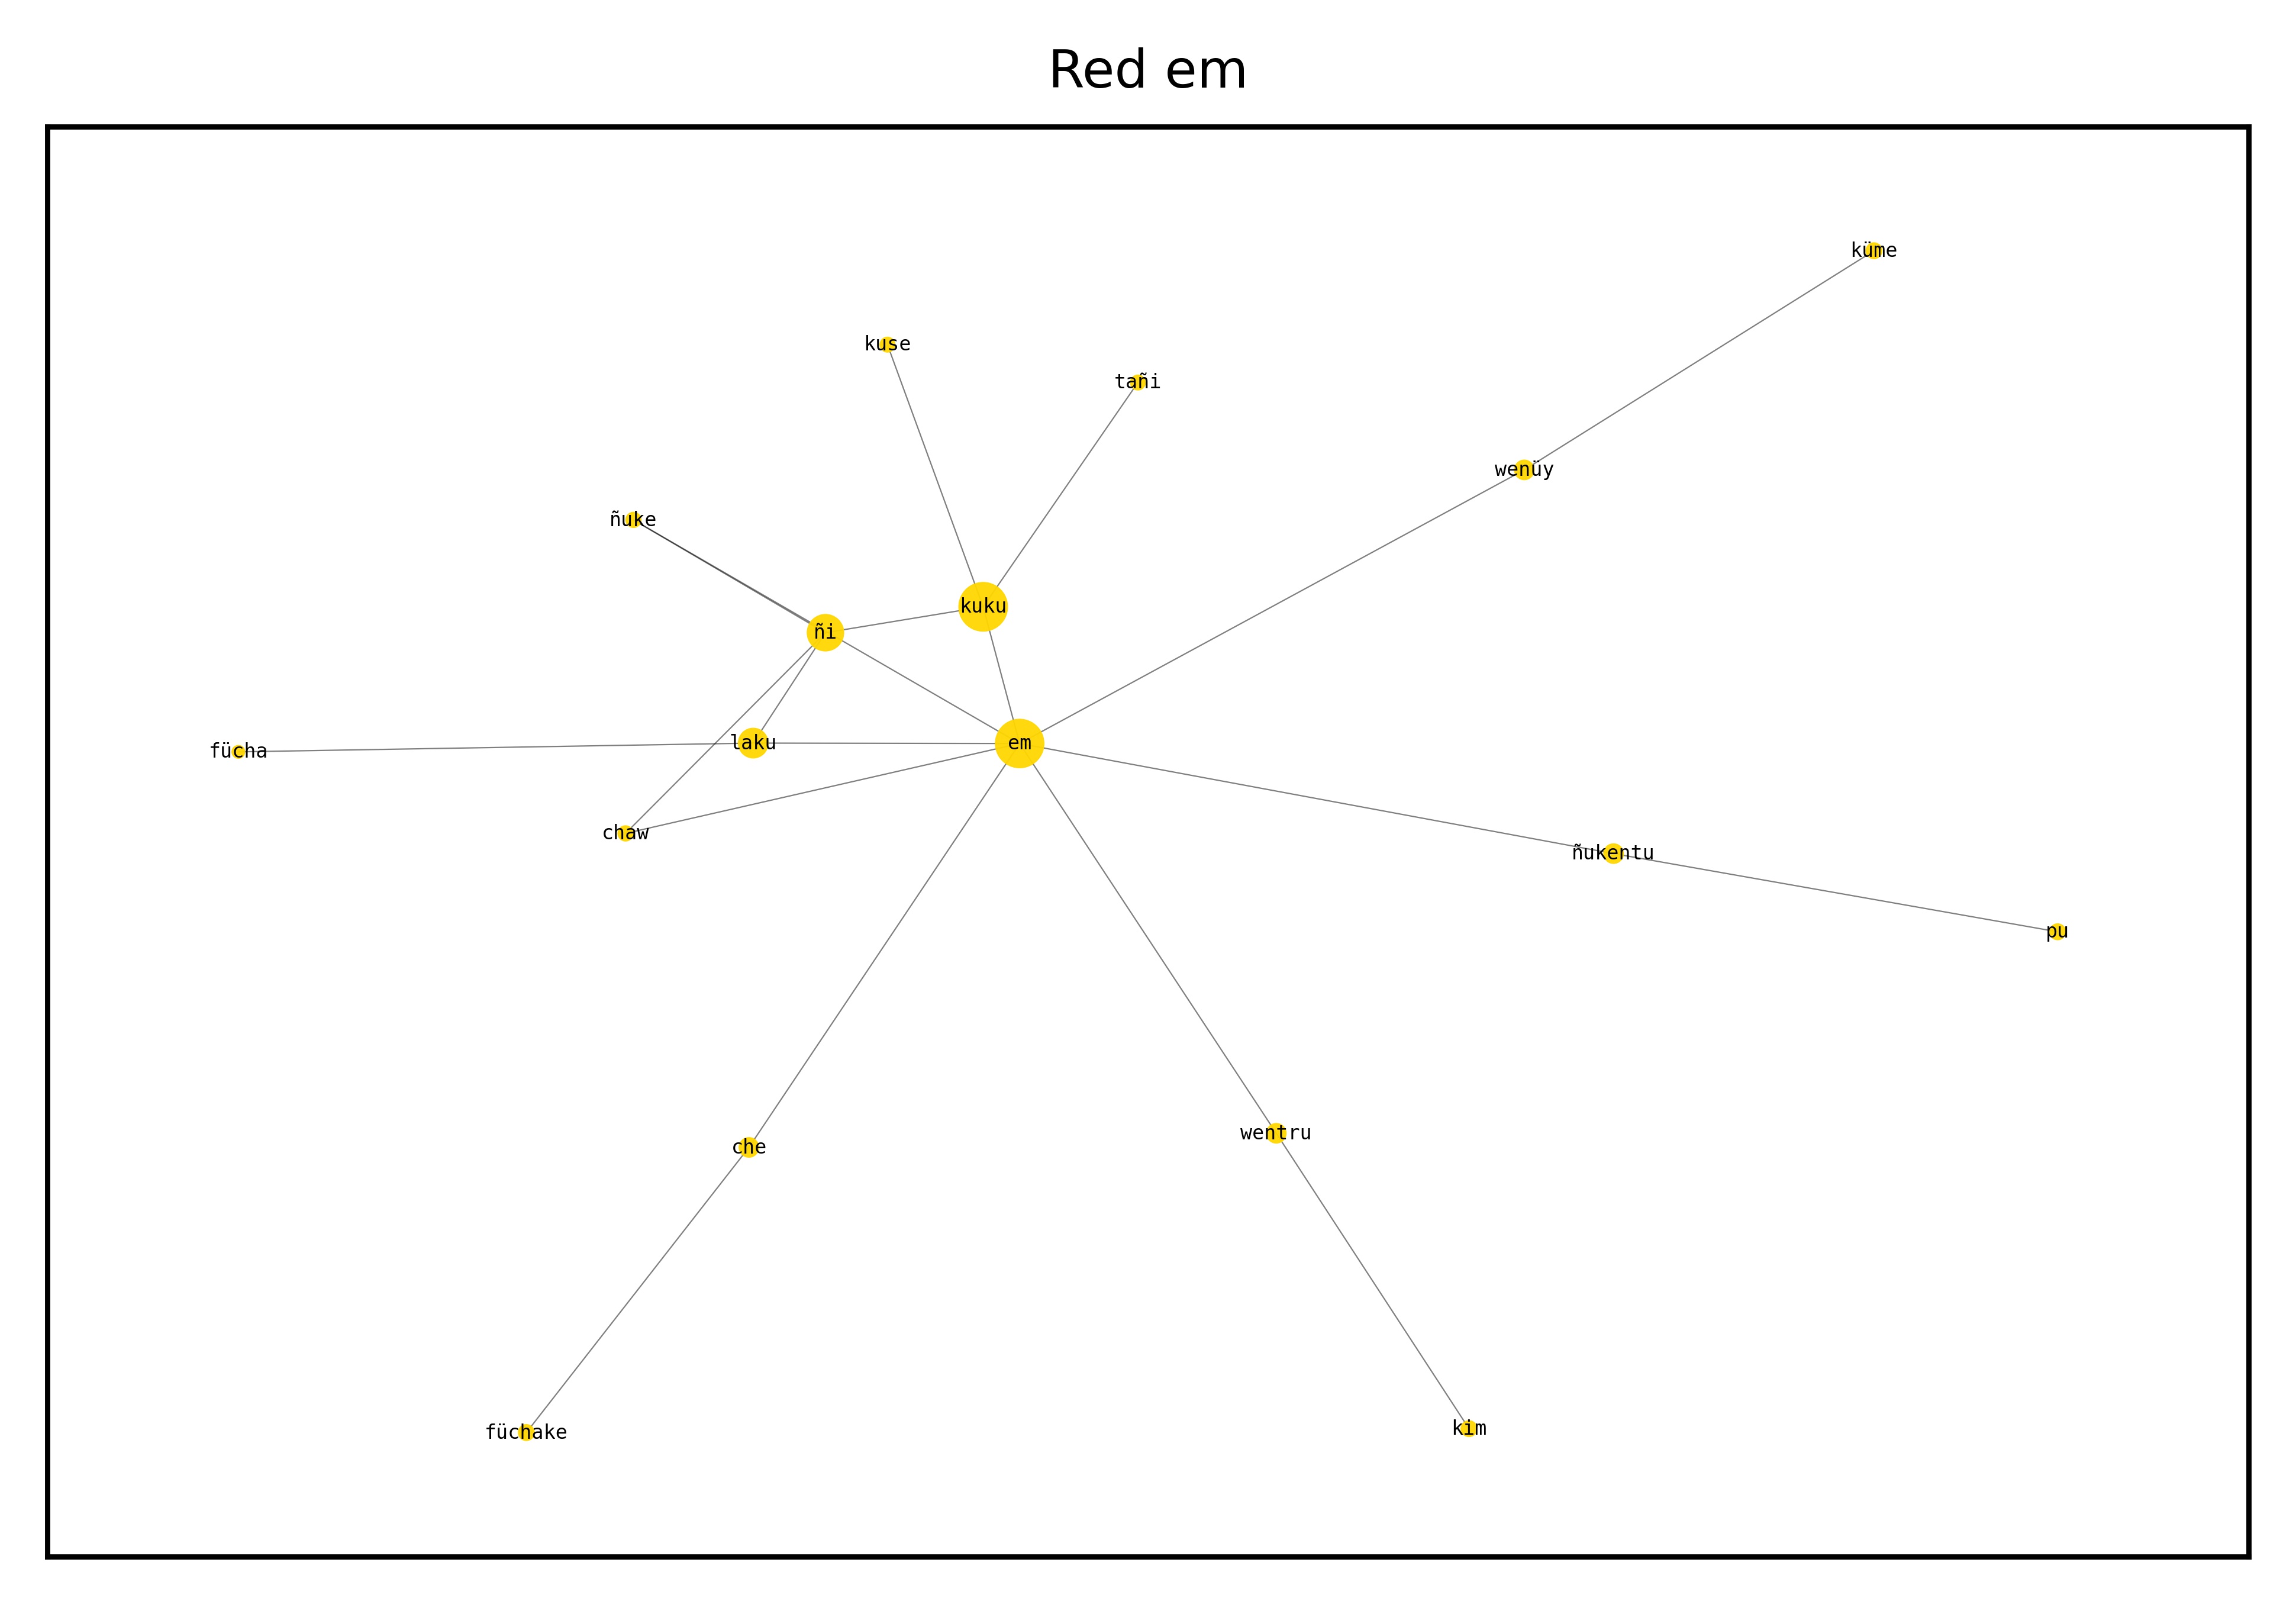 Red em
küme
kuse
tañi
wenüy
ñuke
kuku
ñi
fücha
laku
em
chaw
ñukentu
pu
che
wentru
füchake
kim